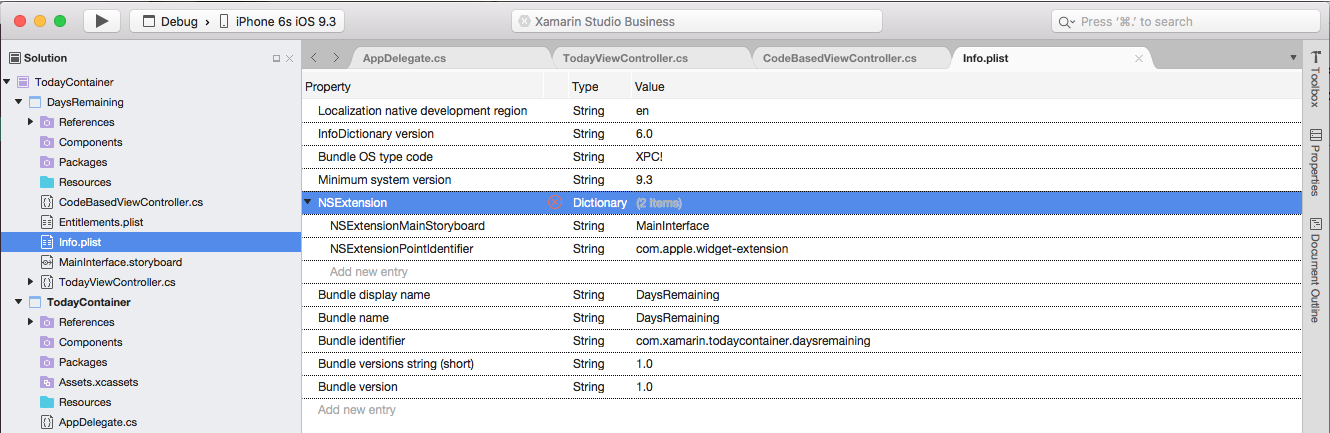 Debug › iPhone 6s iOS 9.3
Xamarin Studio Business
Press ‘⌘.’ to search
Solution
TodayContainer
DaysRemaining
References
Components
Packages
Resources
CodeBasedViewController.cs
Entitlements.plist
Info.plist
MainInterface.storyboard
TodayViewController.cs
TodayContainer
References
Components
Packages
Assets.xcassets
Resources
AppDelegate.cs
AppDelegate.cs TodayViewController.cs CodeBasedViewController.cs Info.plist
Property Type Value
Localization native development region String en
InfoDictionary version String 6.0
Bundle OS type code String XPC!
Minimum system version String 9.3
NSExtension Dictionary (2 items)
NSExtensionMainStoryboard String MainInterface
NSExtensionPointIdentifier String com.apple.widget-extension
Add new entry
Bundle display name String DaysRemaining
Bundle name String DaysRemaining
Bundle identifier String com.xamarin.todaycontainer.daysremaining
Bundle versions string (short) String 1.0
Bundle version String 1.0
Add new entry
Toolbox
Properties
Document Outline